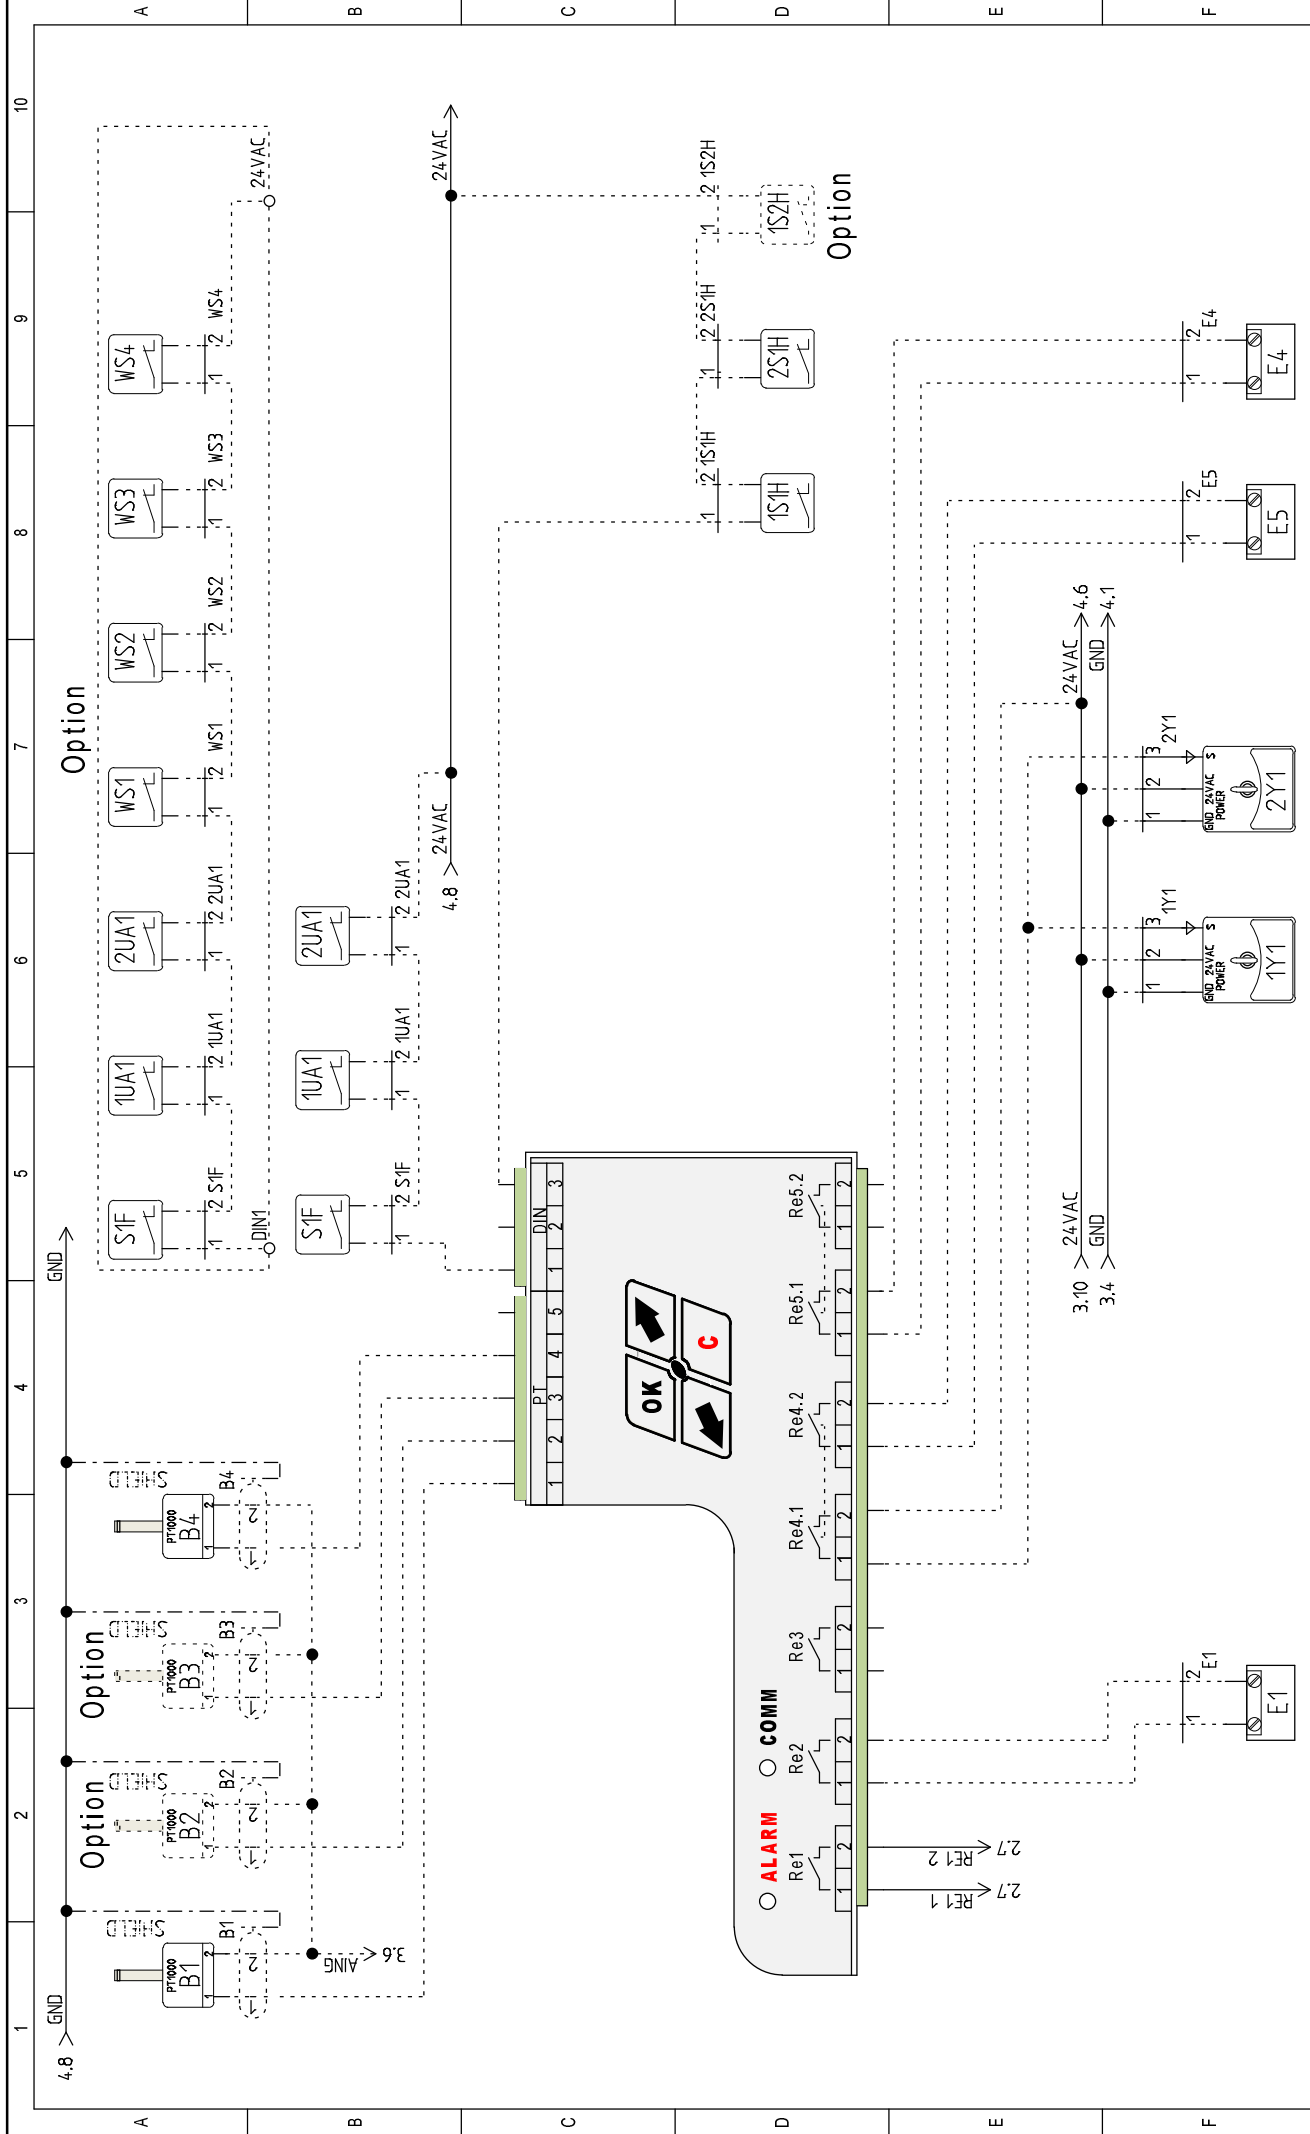 A
B
C
D
E
F
10
9
8
7
6
5
4
3
2
1
Option
S1F
1UA1
2UA1
WS1
WS2
WS3
WS4
1
2 S1F
1
2 1UA1
1
2 2UA1
1
2
WS1
1
2
WS2
1
2
WS3
1
2
WS4
DIN1
24VAC
4.8
GND
GND
Option
Option
SHIELD
SHIELD
SHIELD
SHIELD
PT1000
B1
1
2
PT1000
B2
1
2
PT1000
B3
1
2
PT1000
B4
1
2
1
2
B1
1
2
B2
1
2
B3
1
2
B4
AING
3.6
S1F
1UA1
2UA1
1
2 S1F
1
2 1UA1
1
2 2UA1
4.8
24VAC
24VAC
PT
DIN
1
2
3
4
5
1
2
3
OK
C
ALARM
COMM
Re1
Re2
Re3
Re4.1
Re4.2
Re5.1
Re5.2
1
2
1
2
1
2
1
2
1
2
1
2
1
2
1
2 1S1H
1
2 2S1H
1
2 1S2H
1S1H
2S1H
1S2H
Option
RE1 1
2.7
RE1 2
2.7
3.10
24VAC
24VAC
4.6
3.4
GND
GND
4.1
1
2
E1
E1
1
2
3
1Y1
GND
24VAC
POWER
S
1Y1
1
2
3
2Y1
GND
24VAC
POWER
S
2Y1
1
2
E5
E5
1
2
E4
E4
A
B
C
D
E
F